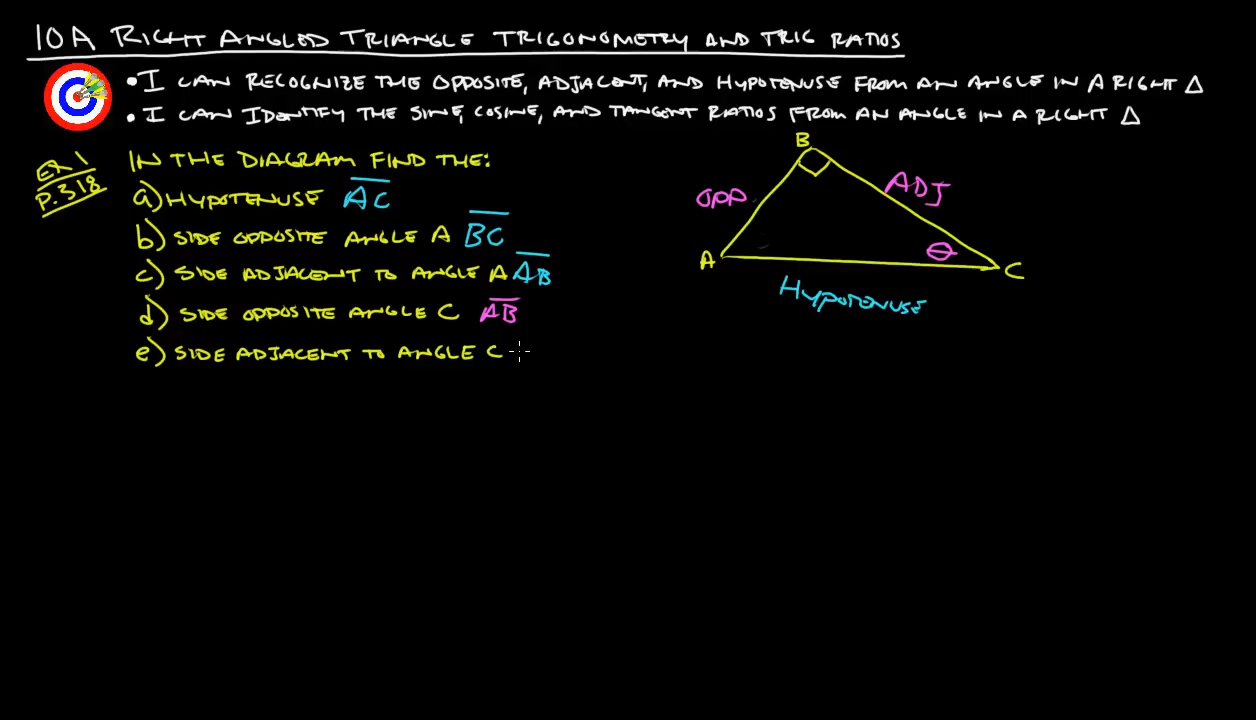 10A RIGHT ANGLED TRIANGLE TRIGONOMETRY AND TRIG RATIOS
• I CAN RECOGNIZE THE OPPOSITE, ADJACENT, AND HYPOTENUSE FROM AN ANGLE IN A RIGHT Δ
• I CAN IDENTIFY THE SINE, COSINE, AND TANGENT RATIOS FROM AN ANGLE IN A RIGHT Δ
EX 1
P.318
IN THE DIAGRAM FIND THE:
a) HYPOTENUSE AC
b) SIDE OPPOSITE ANGLE A BC
c) SIDE ADJACENT TO ANGLE A AB
d) SIDE OPPOSITE ANGLE C AB
e) SIDE ADJACENT TO ANGLE C
B
OPP
ADJ
A
θ
C
HYPOTENUSE